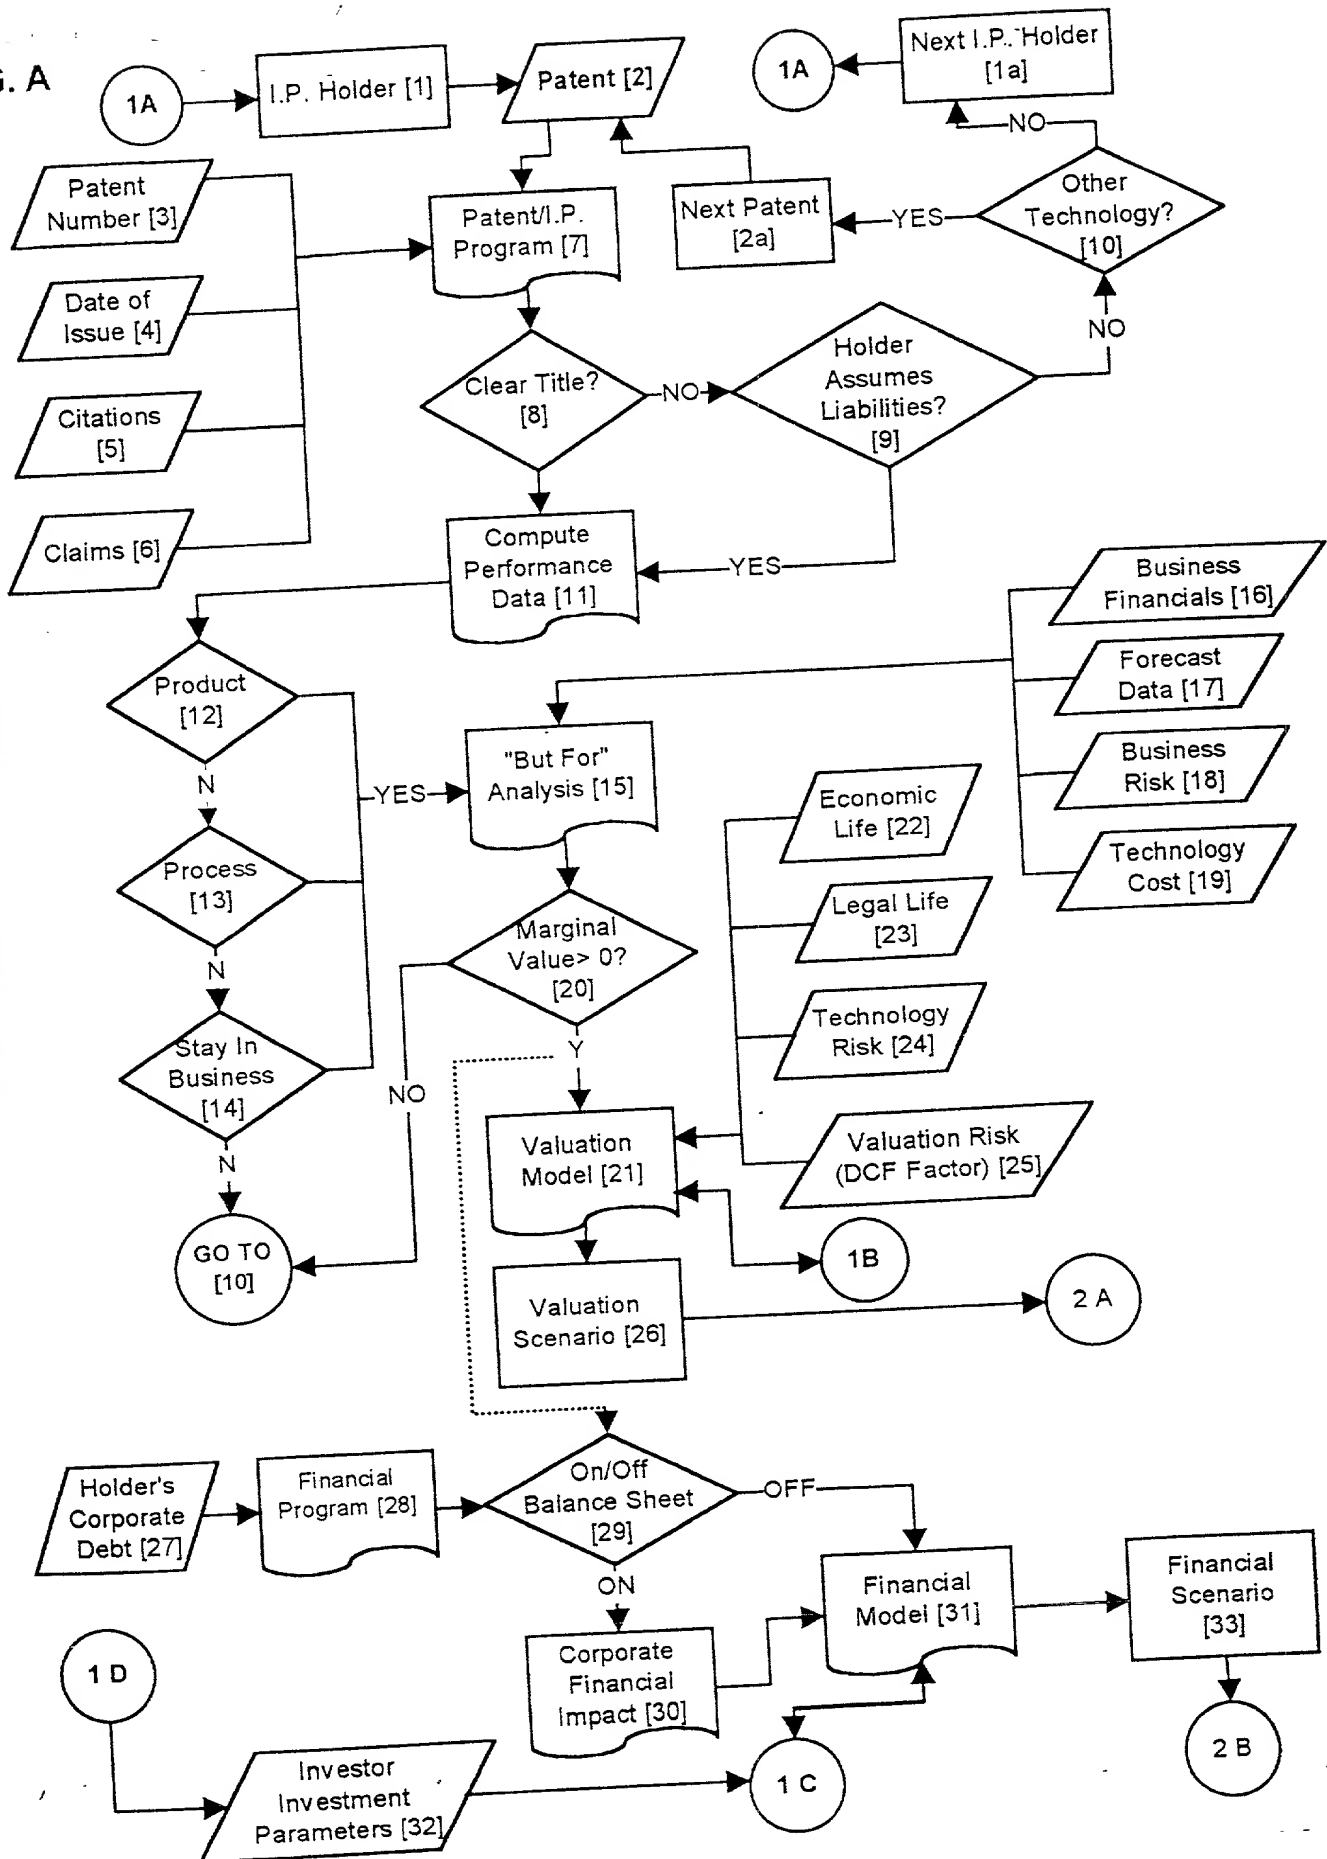 . A
1A
I.P. Holder [1]
Patent [2]
1A
Next I.P. Holder
[1a]
NO
Patent
Number [3]
Patent/I.P.
Program [7]
Next Patent
[2a]
YES
Other
Technology?
[10]
Date of
Issue [4]
NO
Citations
[5]
Clear Title?
[8]
NO
Holder
Assumes
Liabilities?
[9]
Claims [6]
Compute
Performance
Data [11]
YES
Business
Financials [16]
Product
[12]
Forecast
Data [17]
N
"But For"
Analysis [15]
YES
Business
Risk [18]
Economic
Life [22]
Process
[13]
Technology
Cost [19]
N
Marginal
Value> 0?
[20]
Legal Life
[23]
Stay In
Business
[14]
Y
Technology
Risk [24]
NO
N
Valuation
Model [21]
Valuation Risk
(DCF Factor) [25]
GO TO
[10]
1B
Valuation
Scenario [26]
2 A
Holder's
Corporate
Debt [27]
Financial
Program [28]
On/Off
Balance Sheet
[29]
OFF
ON
Financial
Model [31]
Financial
Scenario
[33]
1 D
Corporate
Financial
Impact [30]
2 B
Investor
Investment
Parameters [32]
1 C